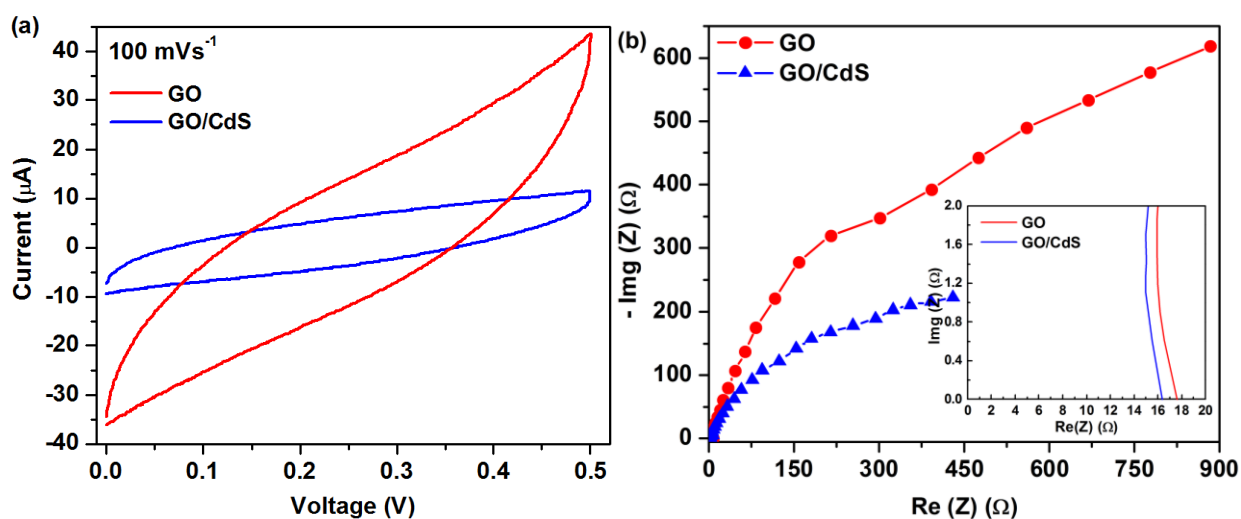 (a)
100 mVs-1
GO
GO/CdS
Current (μA)
40
30
20
10
0
-10
-20
-30
-40
0.0 0.1 0.2 0.3 0.4 0.5
Voltage (V)
(b)
GO
GO/CdS
- Img (Z) (Ω)
600
500
400
300
200
100
0
0 150 300 450 600 750 900
Re (Z) (Ω)
GO
GO/CdS
Img (Z) (Ω)
2.0
1.6
1.2
0.8
0.4
0.0
0 2 4 6 8 10 12 14 16 18 20
Re(Z) (Ω)